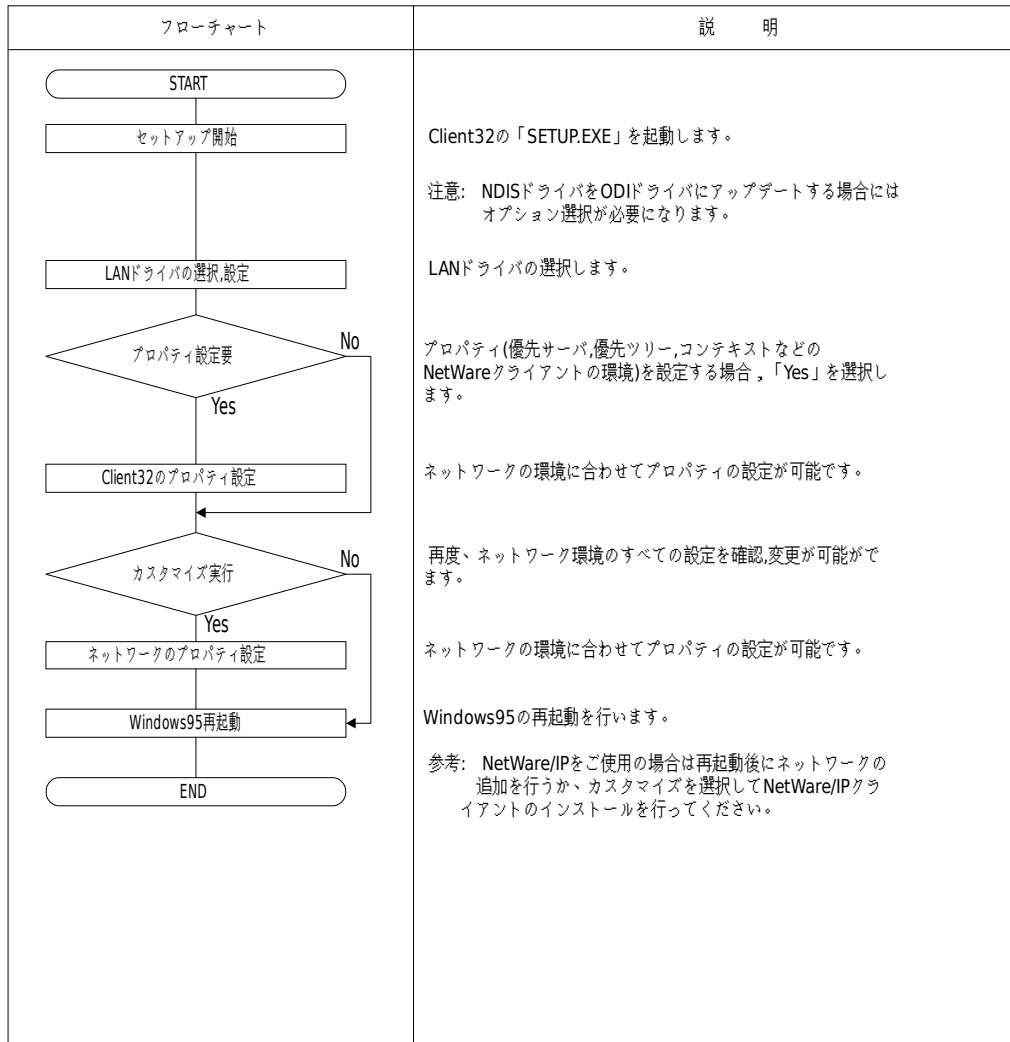 フローチャート
説 明
START
セットアップ開始
Client32の「SETUP.EXE」を起動します。
注意: NDISドライバをODIドライバにアップデートする場合には
オプション選択が必要になります。
LANドライバの選択,設定
LANドライバの選択します。
プロパティ設定要
No
Yes
プロパティ(優先サーバ,優先ツリー,コンテキストなどの
NetWareクライアントの環境)を設定する場合，「Yes」を選択し
ます。
Client32のプロパティ設定
ネットワークの環境に合わせてプロパティの設定が可能です。
カスタマイズ実行
No
Yes
再度、ネットワーク環境のすべての設定を確認,変更が可能がで
ます。
ネットワークのプロパティ設定
ネットワークの環境に合わせてプロパティの設定が可能です。
Windows95再起動
Windows95の再起動を行います。
END
参考: NetWare/IPをご使用の場合は再起動後にネットワークの
追加を行うか、カスタマイズを選択してNetWare/IPクラ
イアントのインストールを行ってください。